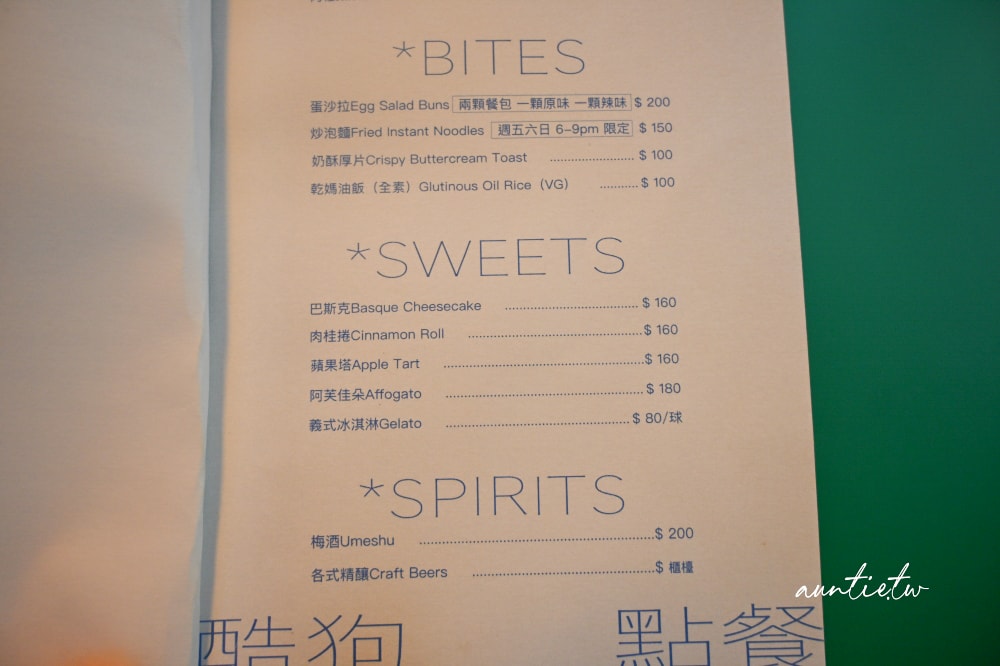 *BITES
蛋沙拉Egg Salad Buns 兩顆餐包 一顆原味 一顆辣味 $ 200
炒泡麵Fried Instant Noodles 週五六日 6-9pm 限定 $ 150
奶酥厚片Crispy Buttercream Toast ........................ $ 100
乾媽油飯（全素）Glutinous Oil Rice（VG） ........... $ 100
*SWEETS
巴斯克Basque Cheesecake ...................................... $ 160
肉桂捲Cinnamon Roll .................................................. $ 160
蘋果塔Apple Tart .......................................................... $ 160
阿芙佳朵Affogato ......................................................... $ 180
義式冰淇淋Gelato ..................................................... $ 80/球
*SPIRITS
梅酒Umeshu .................................................................... $ 200
各式精釀Craft Beers ..................................................... $ 櫃檯
auntie.tw
酷狗 點餐